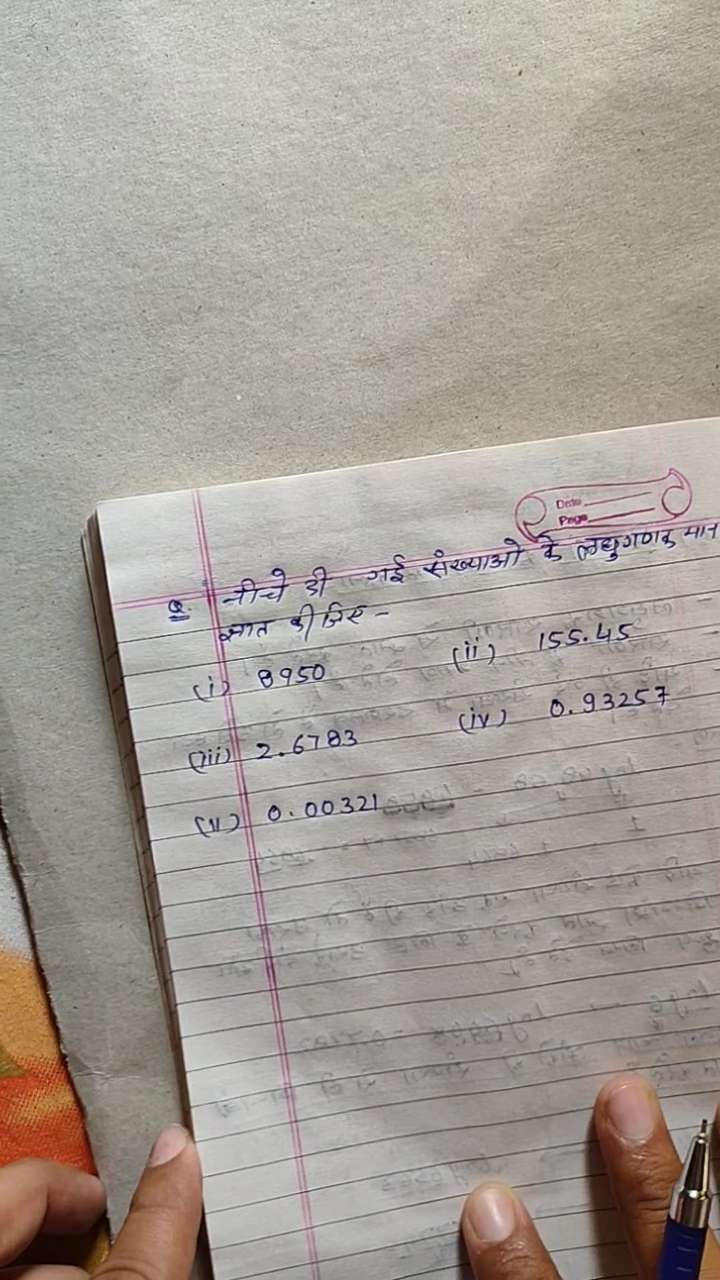 Date
Page
Q. नीचे दी गई संख्याओ के लघुगणक मान
ज्ञात कीजिए -
(i) 8950 (ii) 155.45
(iii) 2.6783 (iv) 0.93257
(v) 0.00321